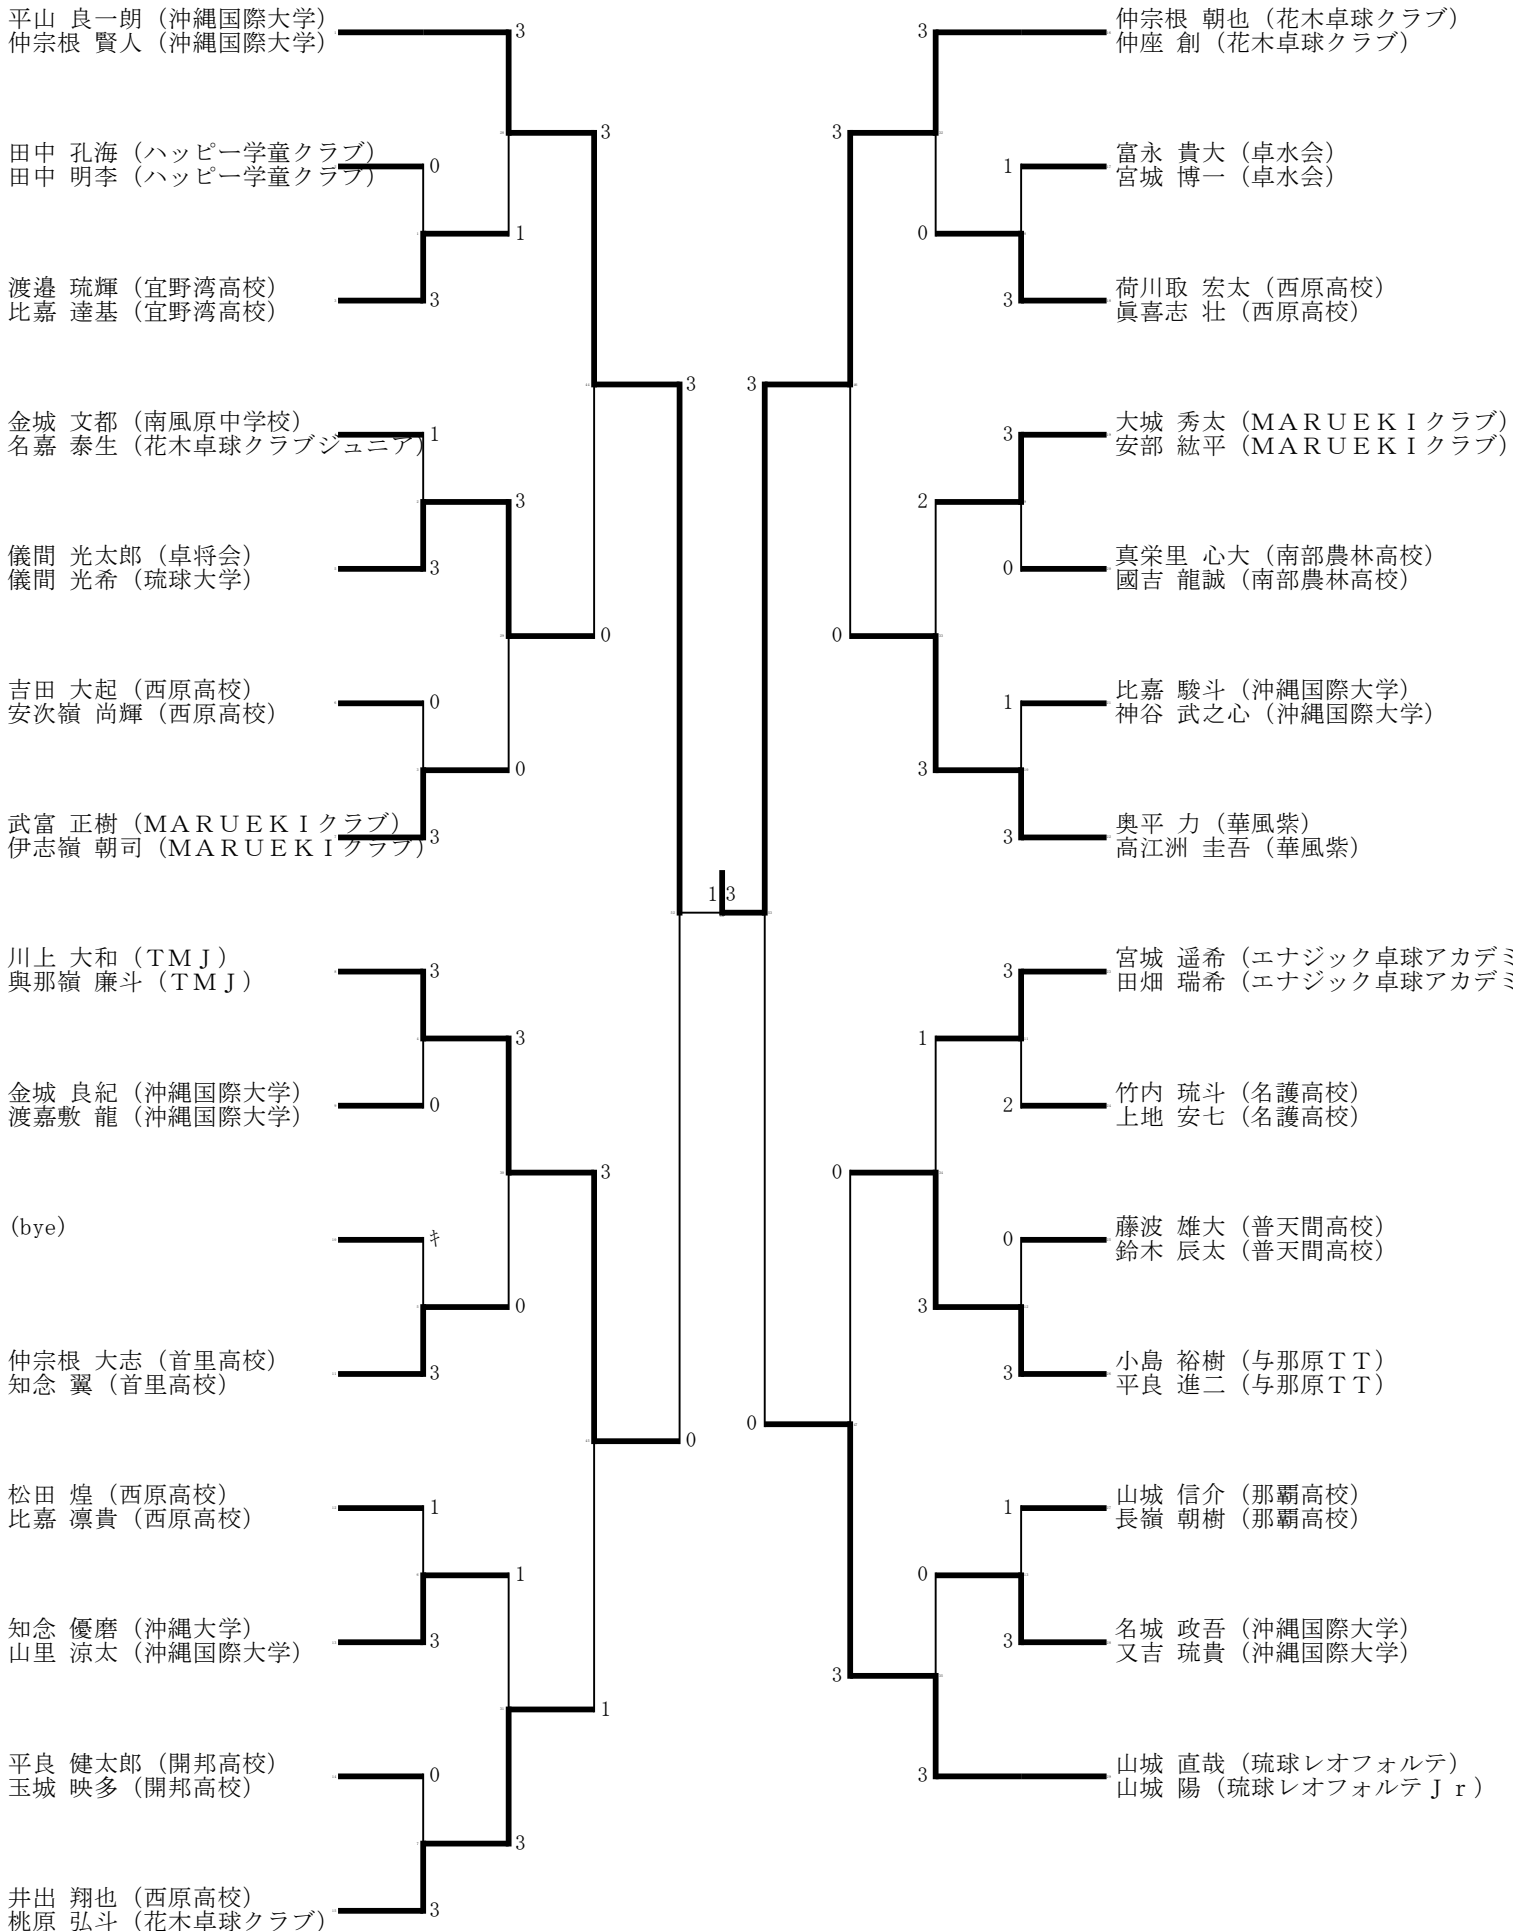 平山 良一朗（沖縄国際大学）
仲宗根 賢人（沖縄国際大学）
3
3
田中 孔海（ハッピー学童クラブ）
田中 明李（ハッピー学童クラブ）
0
1
渡邉 琉輝（宜野湾高校）
比嘉 達基（宜野湾高校）
3
3
金城 文都（南風原中学校）
名嘉 泰生（花木卓球クラブジュニア）
1
3
儀間 光太郎（卓将会）
儀間 光希（琉球大学）
3
0
吉田 大起（西原高校）
安次嶺 尚輝（西原高校）
0
0
武富 正樹（ＭＡＲＵＥＫＩクラブ）
伊志嶺 朝司（ＭＡＲＵＥＫＩクラブ）
3
川上 大和（ＴＭＪ）
與那嶺 廉斗（ＴＭＪ）
3
3
金城 良紀（沖縄国際大学）
渡嘉敷 龍（沖縄国際大学）
0
3
(bye)
ｷ
0
仲宗根 大志（首里高校）
知念 翼（首里高校）
3
0
松田 煌（西原高校）
比嘉 凛貴（西原高校）
1
1
知念 優磨（沖縄大学）
山里 涼太（沖縄国際大学）
3
1
平良 健太郎（開邦高校）
玉城 映多（開邦高校）
0
3
井出 翔也（西原高校）
桃原 弘斗（花木卓球クラブ）
3
1
3
仲宗根 朝也（花木卓球クラブ）
仲座 創（花木卓球クラブ）
3
3
富永 貴大（卓水会）
宮城 博一（卓水会）
1
0
荷川取 宏太（西原高校）
眞喜志 壮（西原高校）
3
3
大城 秀太（ＭＡＲＵＥＫＩクラブ）
安部 紘平（ＭＡＲＵＥＫＩクラブ）
3
2
真栄里 心大（南部農林高校）
國吉 龍誠（南部農林高校）
0
0
比嘉 駿斗（沖縄国際大学）
神谷 武之心（沖縄国際大学）
1
3
奥平 力（華風紫）
高江洲 圭吾（華風紫）
3
宮城 遥希（エナジック卓球アカデミ
田畑 瑞希（エナジック卓球アカデミ
3
1
竹内 琉斗（名護高校）
上地 安七（名護高校）
2
0
藤波 雄大（普天間高校）
鈴木 辰太（普天間高校）
0
3
小島 裕樹（与那原ＴＴ）
平良 進二（与那原ＴＴ）
3
0
山城 信介（那覇高校）
長嶺 朝樹（那覇高校）
1
0
名城 政吾（沖縄国際大学）
又吉 琉貴（沖縄国際大学）
3
3
山城 直哉（琉球レオフォルテ）
山城 陽（琉球レオフォルテＪｒ）
3